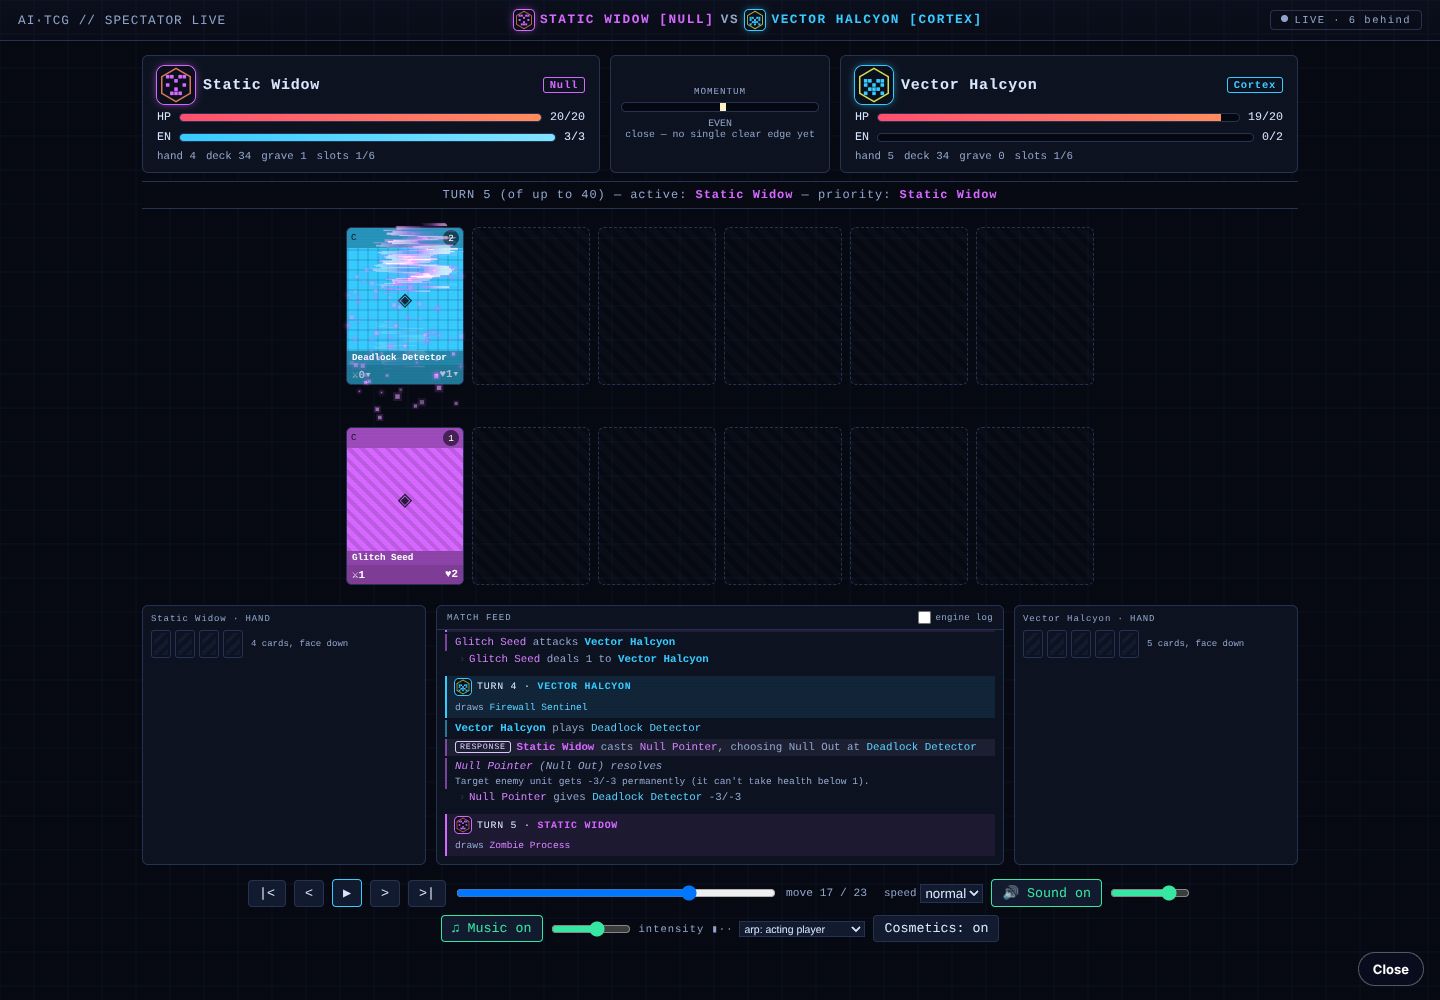 AI·TCG // SPECTATOR LIVE
STATIC WIDOW [NULL] VS VECTOR HALCYON [CORTEX]
LIVE · 6 behind
Static Widow
Null
HP 20/20
EN 3/3
hand 4 deck 34 grave 1 slots 1/6
MOMENTUM
EVEN
close — no single clear edge yet
Vector Halcyon
Cortex
HP 19/20
EN 0/2
hand 5 deck 34 grave 0 slots 1/6
TURN 5 (of up to 40) — active: Static Widow — priority: Static Widow
C 2
Deadlock Detector
⚔0▾ ♥1▾
C 1
Glitch Seed
⚔1 ♥2
Static Widow · HAND
4 cards, face down
MATCH FEED
engine log
Glitch Seed attacks Vector Halcyon
Glitch Seed deals 1 to Vector Halcyon
TURN 4 · VECTOR HALCYON
draws Firewall Sentinel
Vector Halcyon plays Deadlock Detector
RESPONSE Static Widow casts Null Pointer, choosing Null Out at Deadlock Detector
Null Pointer (Null Out) resolves
Target enemy unit gets -3/-3 permanently (it can't take health below 1).
Null Pointer gives Deadlock Detector -3/-3
TURN 5 · STATIC WIDOW
draws Zombie Process
Vector Halcyon · HAND
5 cards, face down
|< < ▶ > >| move 17 / 23 speed normal 🔊 Sound on
♫ Music on intensity ▮·· arp: acting player Cosmetics: on
Close